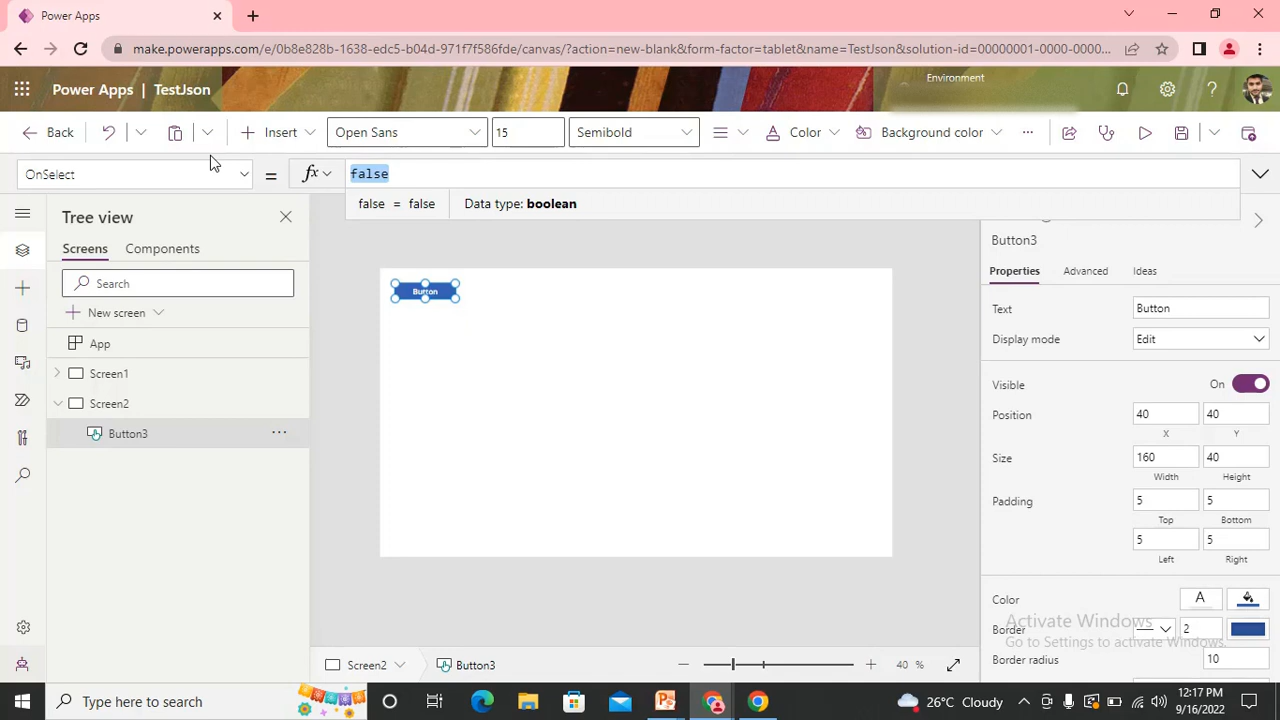 Power Apps
make.powerapps.com/e/0b8e828b-1638-edc5-b04d-971f7f586fde/canvas/?action=new-blank&form-factor=tablet&name=TestJson&solution-id=00000001-0000-0000...
Power Apps | TestJson
Environment
Back
Insert
Open Sans
15
Semibold
Color
Background color
OnSelect
=
fx
false
false = false
Data type: boolean
Tree view
Screens
Components
Search
New screen
App
Screen1
Screen2
Button3
Button
Button3
Properties
Advanced
Ideas
Text
Button
Display mode
Edit
Visible
On
Position
40
40
X
Y
Size
160
40
Width
Height
Padding
5
5
Top
Bottom
5
5
Left
Right
Color
A
Border
2
Border radius
10
Activate Windows
Go to Settings to activate Windows.
Screen2
Button3
40 %
Type here to search
26°C Cloudy
12:17 PM
9/16/2022